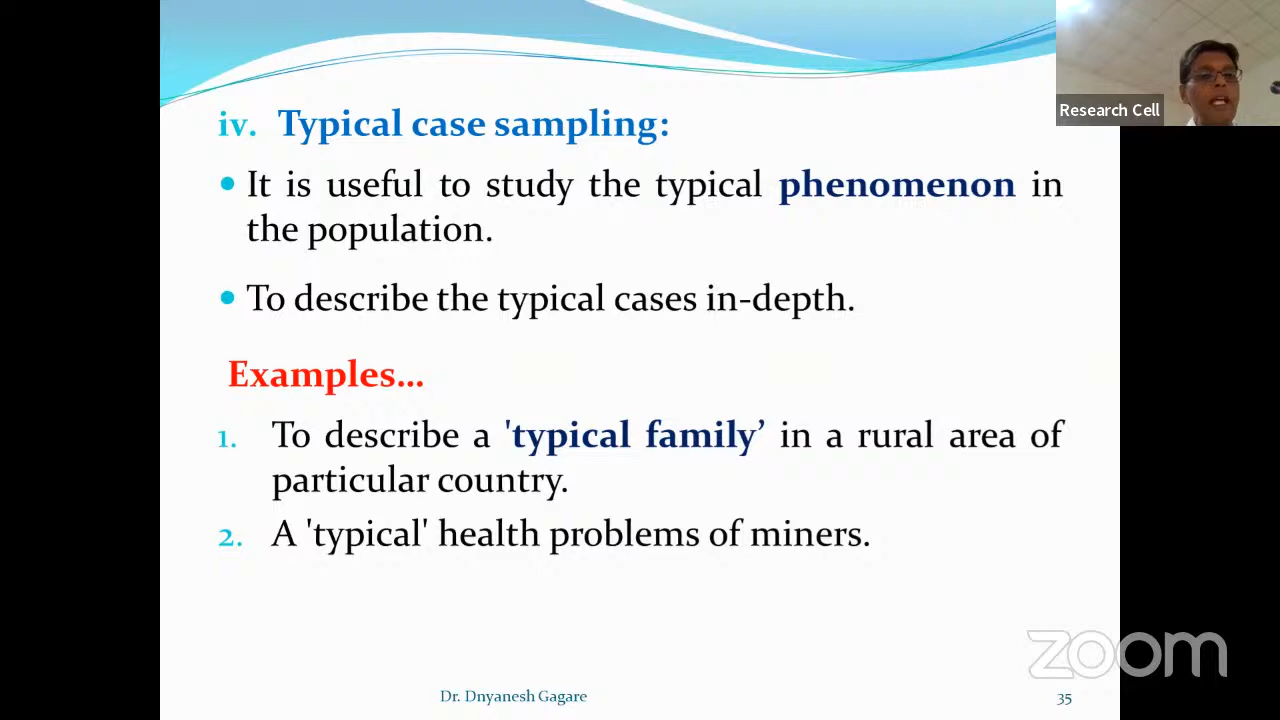 iv. Typical case sampling:
• It is useful to study the typical phenomenon in
the population.
• To describe the typical cases in-depth.
Examples…
1. To describe a 'typical family’ in a rural area of
particular country.
2. A 'typical' health problems of miners.
Dr. Dnyanesh Gagare
35
Research Cell
zoom